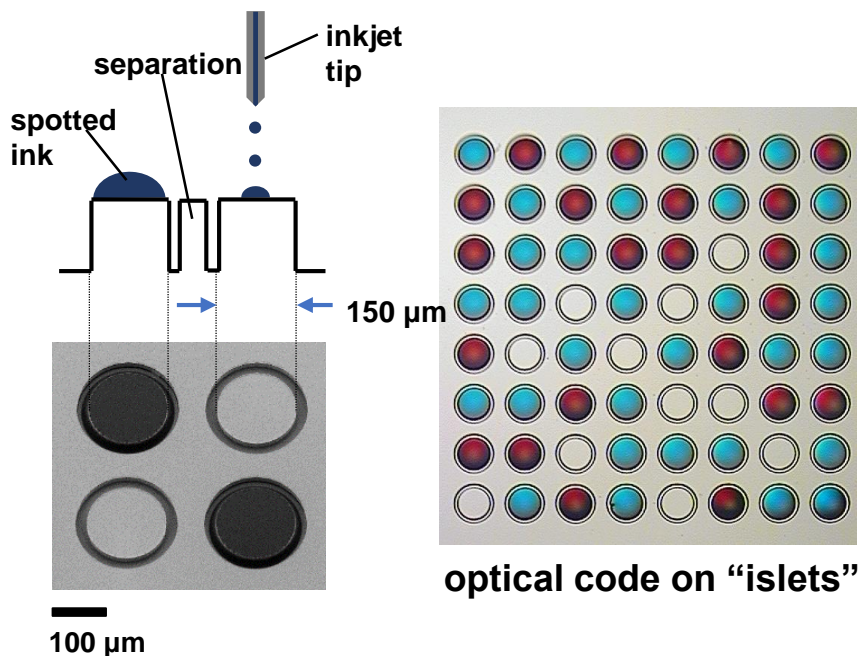 inkjet
tip
separation
spotted
ink
150 µm
100 µm
optical code on “islets”